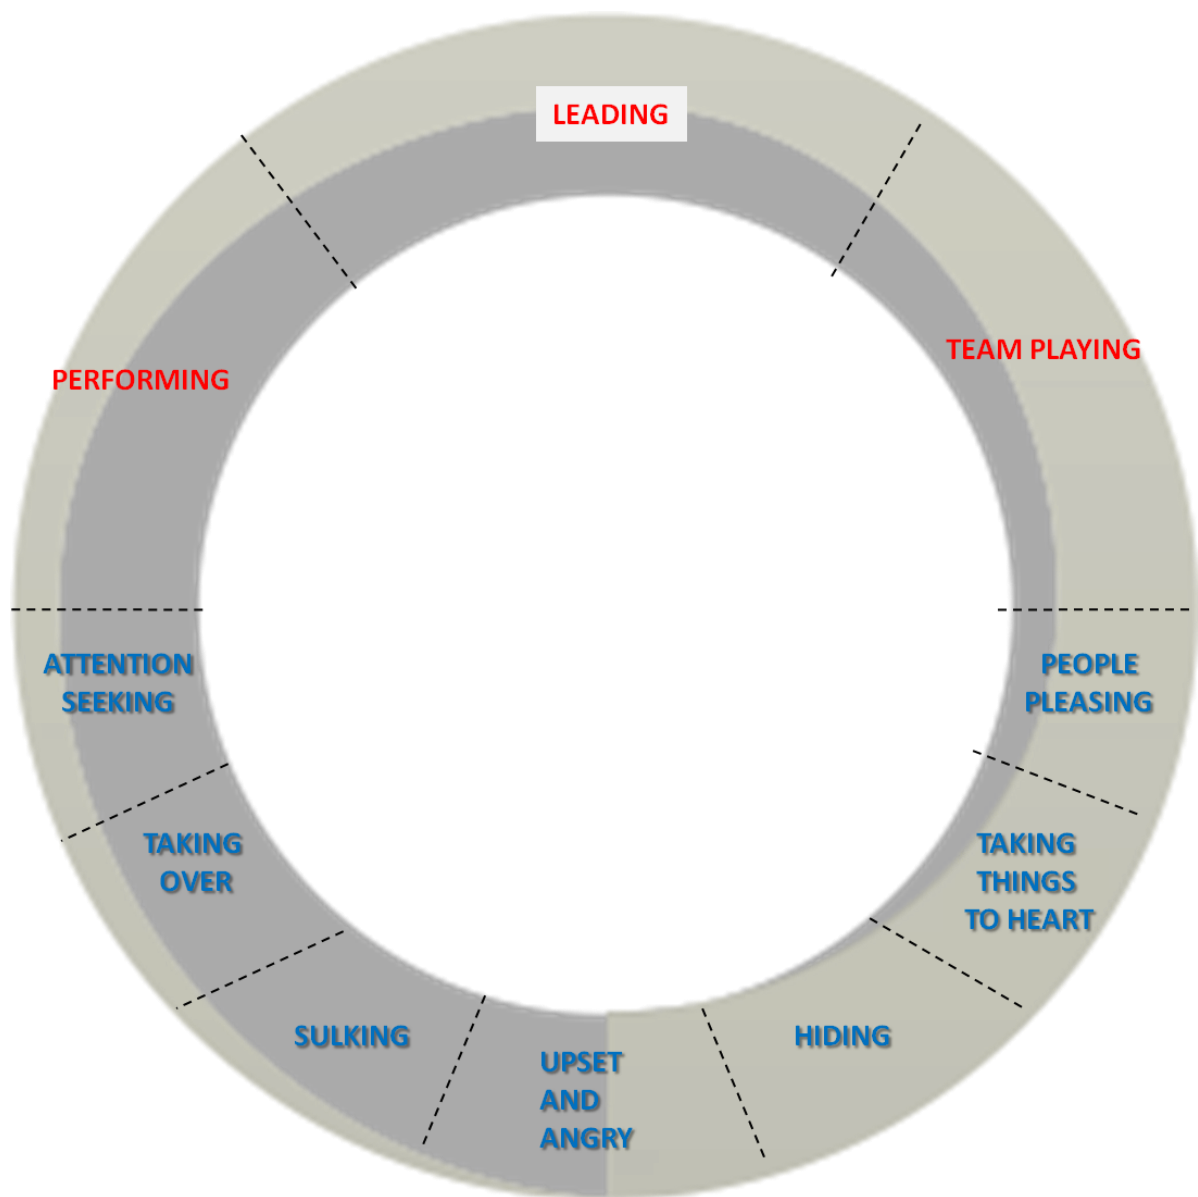 LEADING
TEAM PLAYING
PERFORMING
ATTENTION
SEEKING
PEOPLE
PLEASING
TAKING
OVER
TAKING
THINGS
TO HEART
SULKING
HIDING
UPSET
AND
ANGRY